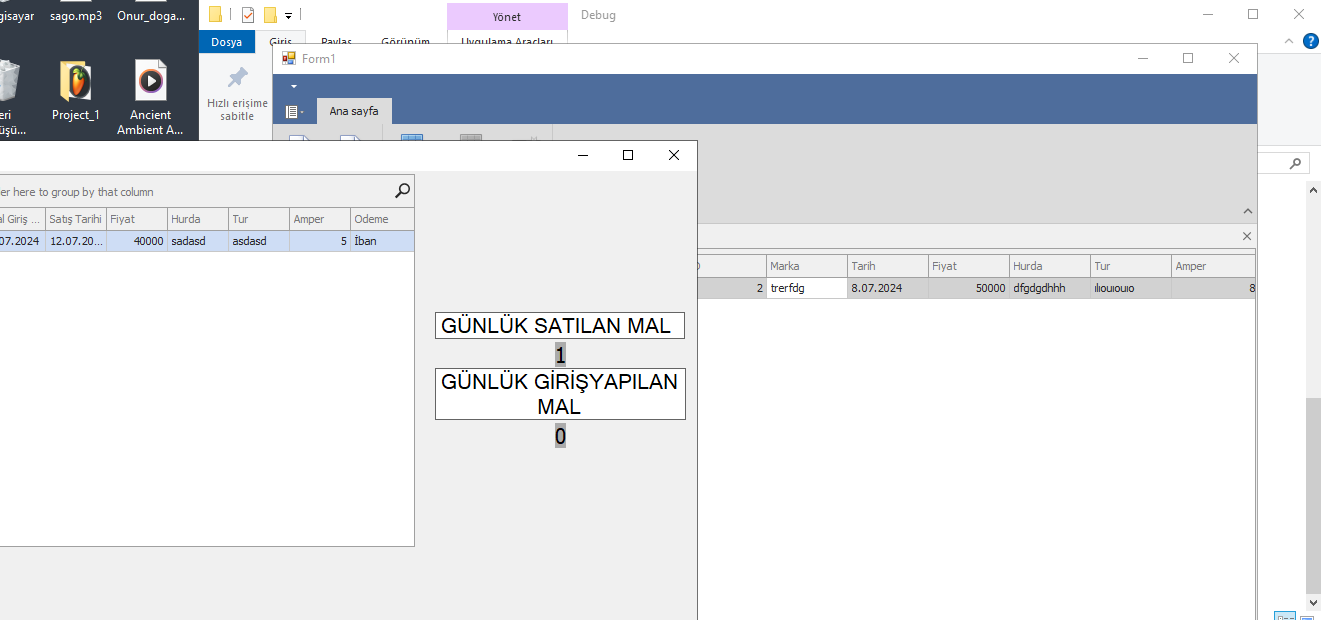 gisayar
sago.mp3
Onur_doga...
Yönet
Debug
Dosya
Giriş
Paylaş
Görünüm
Uygulama Araçları
Form1
Hızlı erişime
sabitle
Project_1
Ancient
Ambient A...
eri
üşü...
Ana sayfa
er here to group by that column
al Giriş ...
Satış Tarihi
Fiyat
Hurda
Tur
Amper
Odeme
07.2024
12.07.20...
40000
sadasd
asdasd
5
İban
Marka
Tarih
Fiyat
Hurda
Tur
Amper
2
trerfdg
8.07.2024
50000
dfgdgdhhh
ılıouıouıo
8
GÜNLÜK SATILAN MAL
1
GÜNLÜK GİRİŞYAPILAN
MAL
0